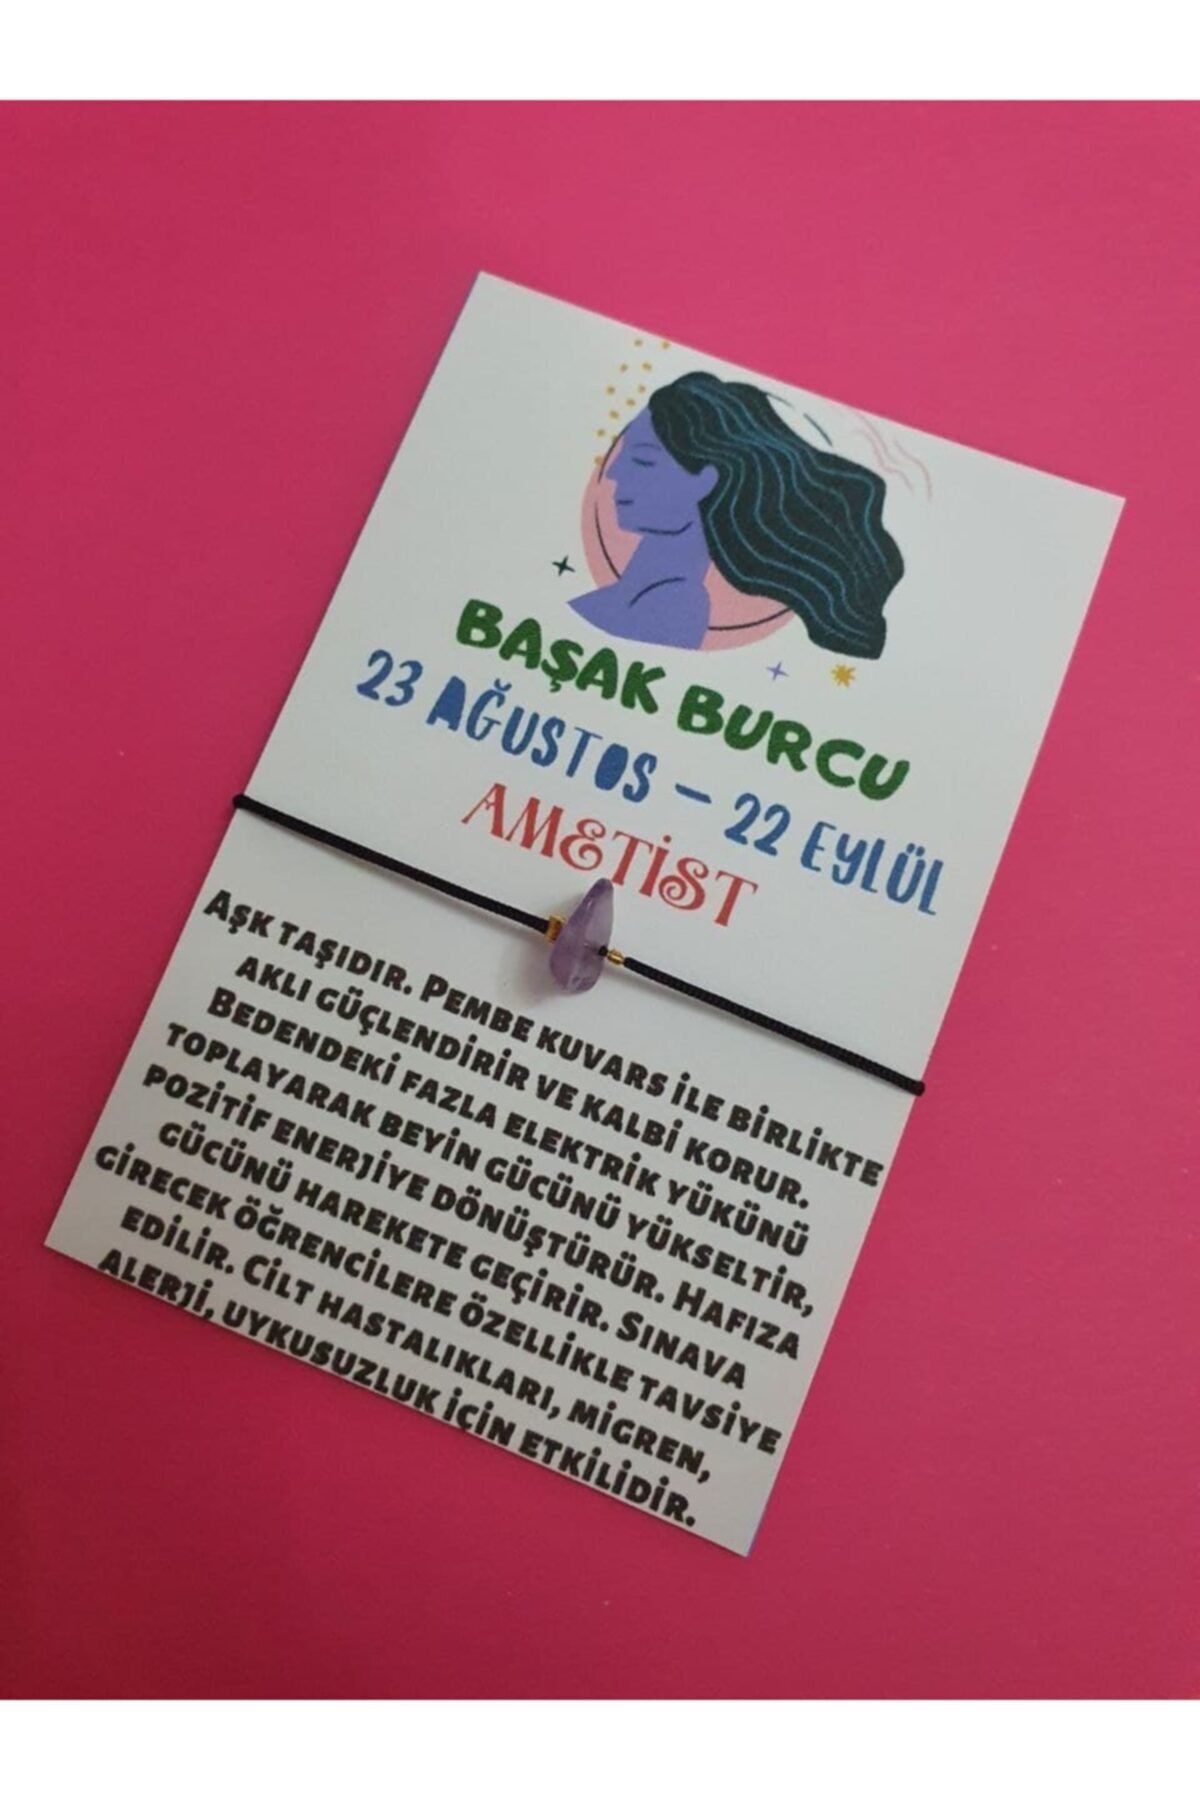 BAŞAK BURCU
23 AĞUSTOS – 22 EYLÜL
AMETİST
AŞK TAŞIDIR. PEMBE KUVARS İLE BİRLİKTE
AKLI GÜÇLENDİRİR VE KALBİ KORUR.
BEDENDEKİ FAZLA ELEKTRİK YÜKÜNÜ
TOPLAYARAK BEYİN GÜCÜNÜ YÜKSELTİR,
POZİTİF ENERJİYE DÖNÜŞTÜRÜR. HAFIZA
GÜCÜNÜ HAREKETE GEÇİRİR. SINAVA
GİRECEK ÖĞRENCİLERE ÖZELLİKLE TAVSİYE
EDİLİR. CİLT HASTALIKLARI, MİGREN,
ALERJİ, UYKUSUZLUK İÇİN ETKİLİDİR.